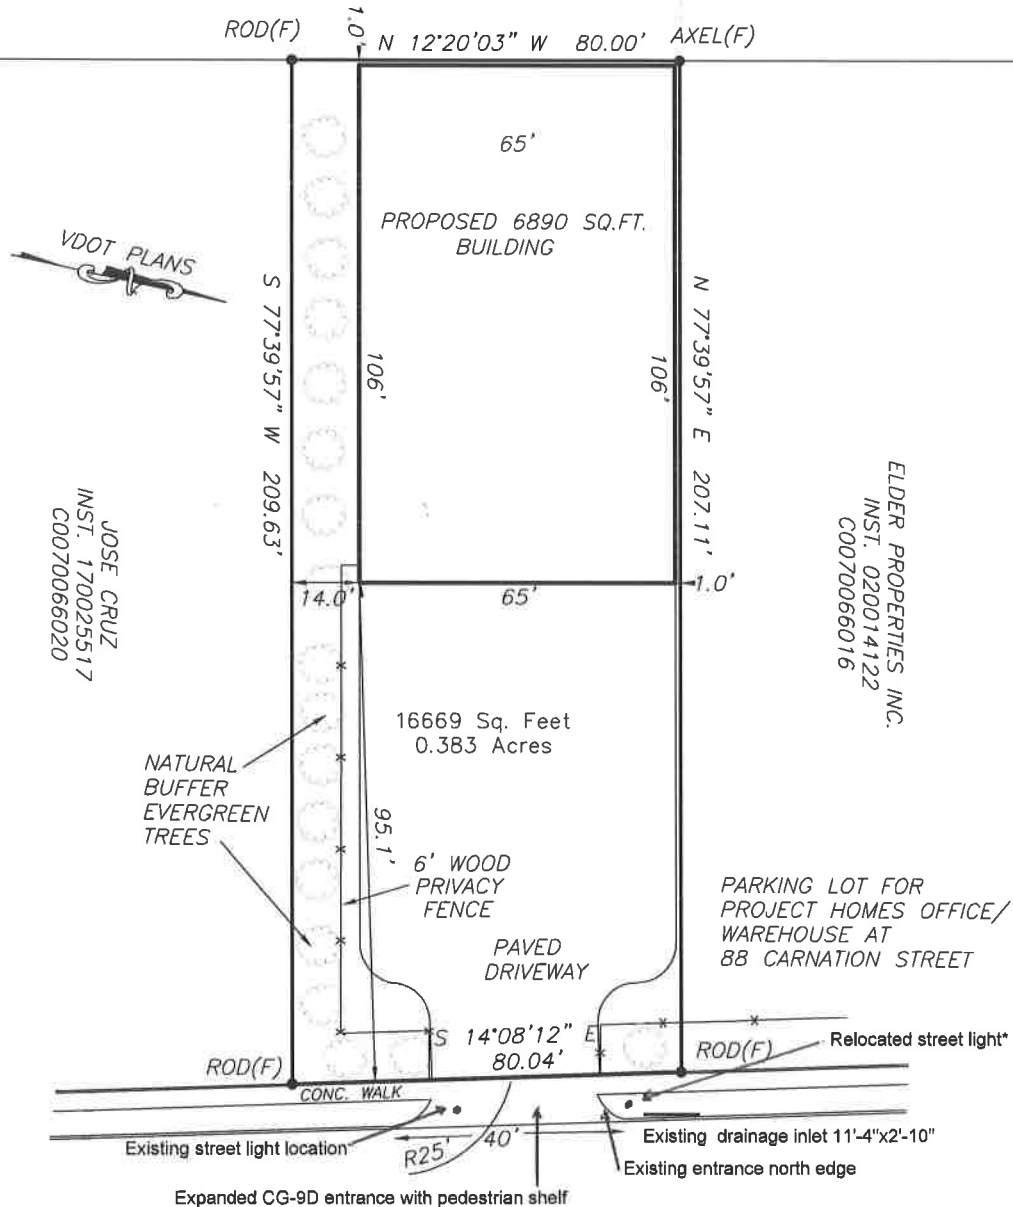 ROD(F)
1.0'
N 12°20'03" W 80.00'
AXEL(F)
65'
PROPOSED 6890 SQ.FT.
BUILDING
VDOT PLANS
S 77°39'57" W 209.63'
106'
106'
N 77°39'57" E 207.11'
JOSE CRUZ
INST. 170025517
C0070066020
ELDER PROPERTIES INC.
INST. 020014122
C0070066016
14.0'
65'
1.0'
16669 Sq. Feet
0.383 Acres
NATURAL
BUFFER
EVERGREEN
TREES
95.1'
6' WOOD
PRIVACY
FENCE
PARKING LOT FOR
PROJECT HOMES OFFICE/
WAREHOUSE AT
88 CARNATION STREET
PAVED
DRIVEWAY
S 14°08'12" E
80.04'
Relocated street light*
ROD(F)
ROD(F)
CONC. WALK
Existing street light location
R25'
40'
Existing drainage inlet 11'-4"x2'-10"
Existing entrance north edge
Expanded CG-9D entrance with pedestrian shelf